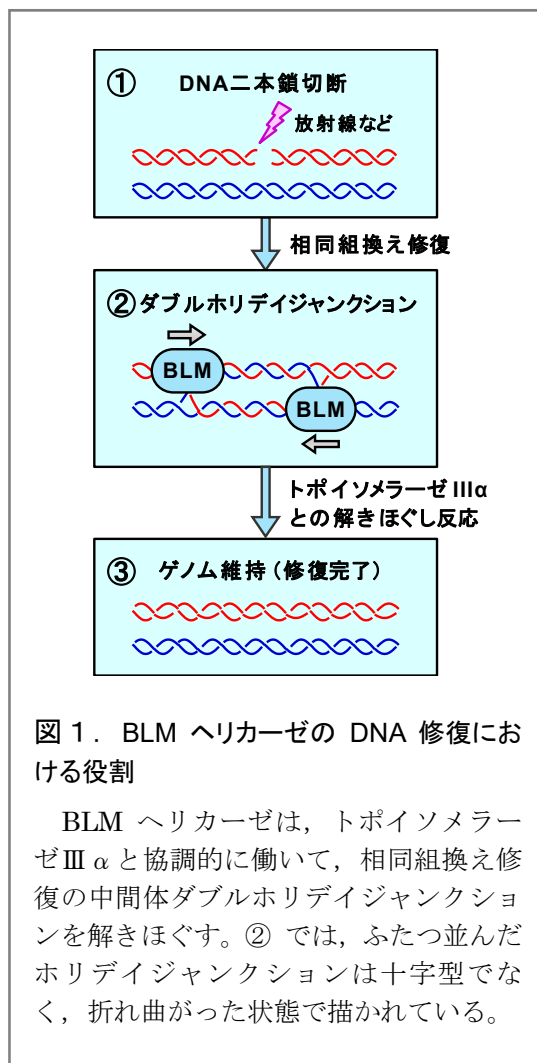 ① DNA二本鎖切断
放射線など
相同組換え修復
②ダブルホリデイジャンクション
BLM
BLM
トポイソメラーゼ IIIα
との解きほぐし反応
③ ゲノム維持（修復完了）
図１．BLM ヘリカーゼの DNA 修復にお
ける役割
BLM ヘリカーゼは，トポイソメラー
ゼⅢ α と協調的に働いて，相同組換え修
復の中間体ダブルホリデイジャンクショ
ンを解きほぐす。② では，ふたつ並んだ
ホリデイジャンクションは十字型でな
く，折れ曲がった状態で描かれている。